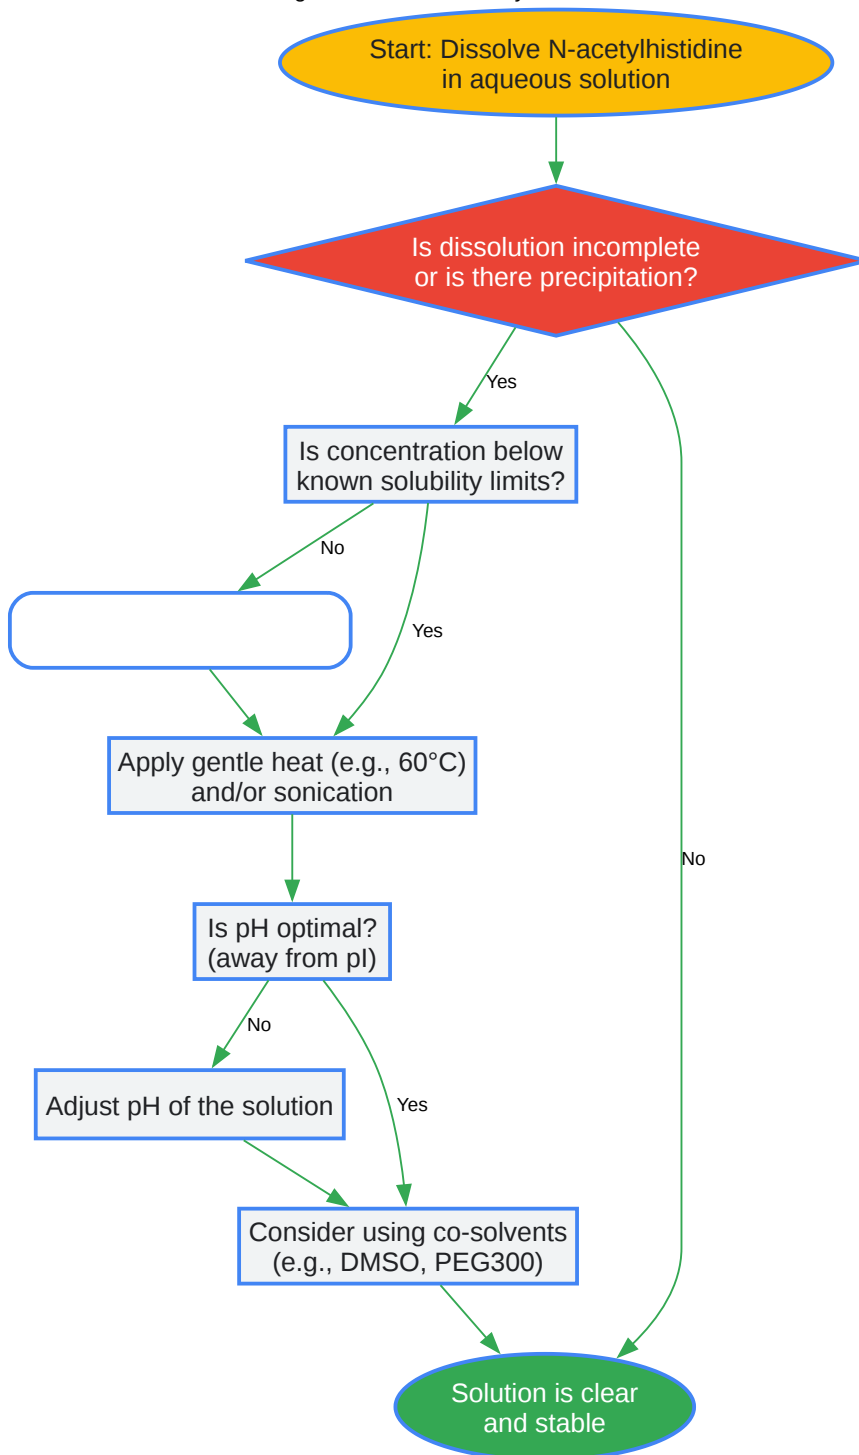 Start: Dissolve N-acetylhistidine
in aqueous solution
Is dissolution incomplete
or is there precipitation?
Yes
Is concentration below
known solubility limits?
No
Yes
Apply gentle heat (e.g., 60°C)
and/or sonication
No
Is pH optimal?
(away from pI)
No
Adjust pH of the solution
Yes
Consider using co-solvents
(e.g., DMSO, PEG300)
Solution is clear
and stable